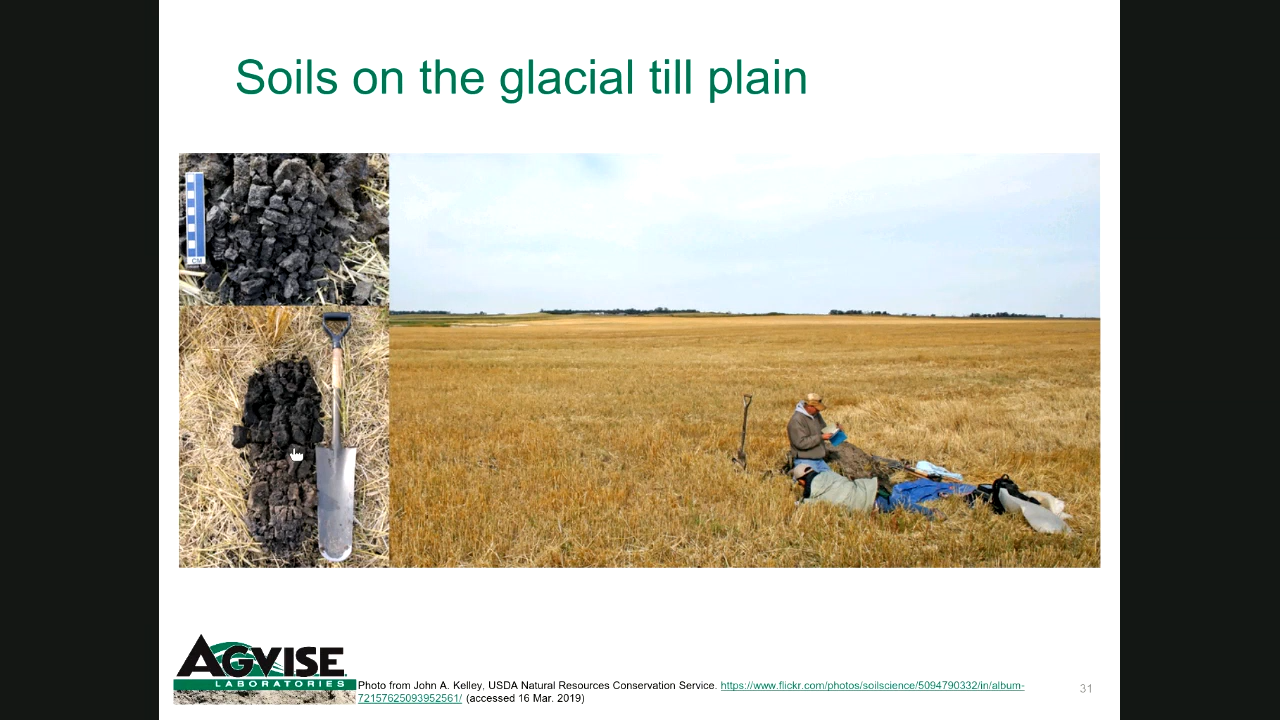 Soils on the glacial till plain
CM
AGVISE
LABORATORIES
Photo from John A. Kelley, USDA Natural Resources Conservation Service. https://www.flickr.com/photos/soilscience/5094790332/in/album-
72157625093952561/ (accessed 16 Mar. 2019)
31